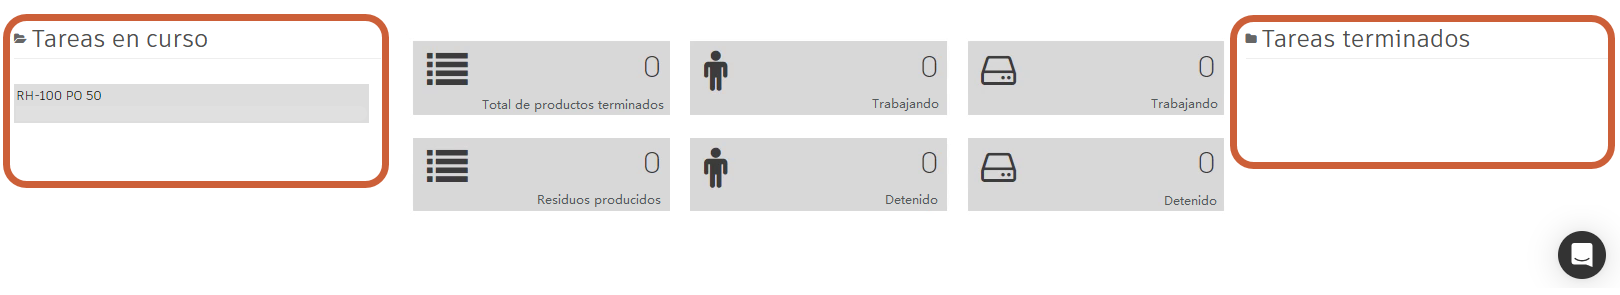 Tareas en curso
RH-100 PO 50
0
Total de productos terminados
0
Trabajando
0
Trabajando
0
Residuos producidos
0
Detenido
0
Detenido
Tareas terminados